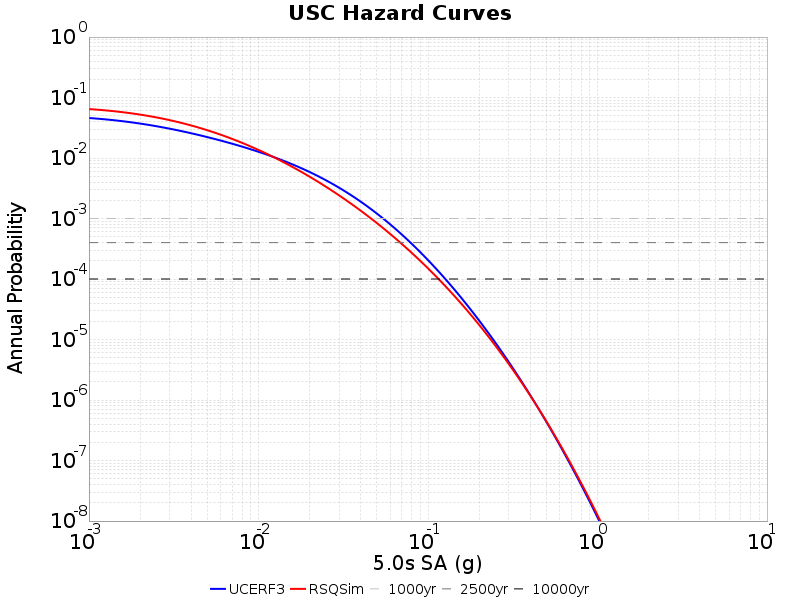 USC Hazard Curves
10^0
10^-1
10^-2
10^-3
10^-4
10^-5
10^-6
10^-7
10^-8
Annual Probabilitiy
10^-3 10^-2 10^-1 10^0 10^1
5.0s SA (g)
UCERF3 RSQSim 1000yr 2500yr 10000yr